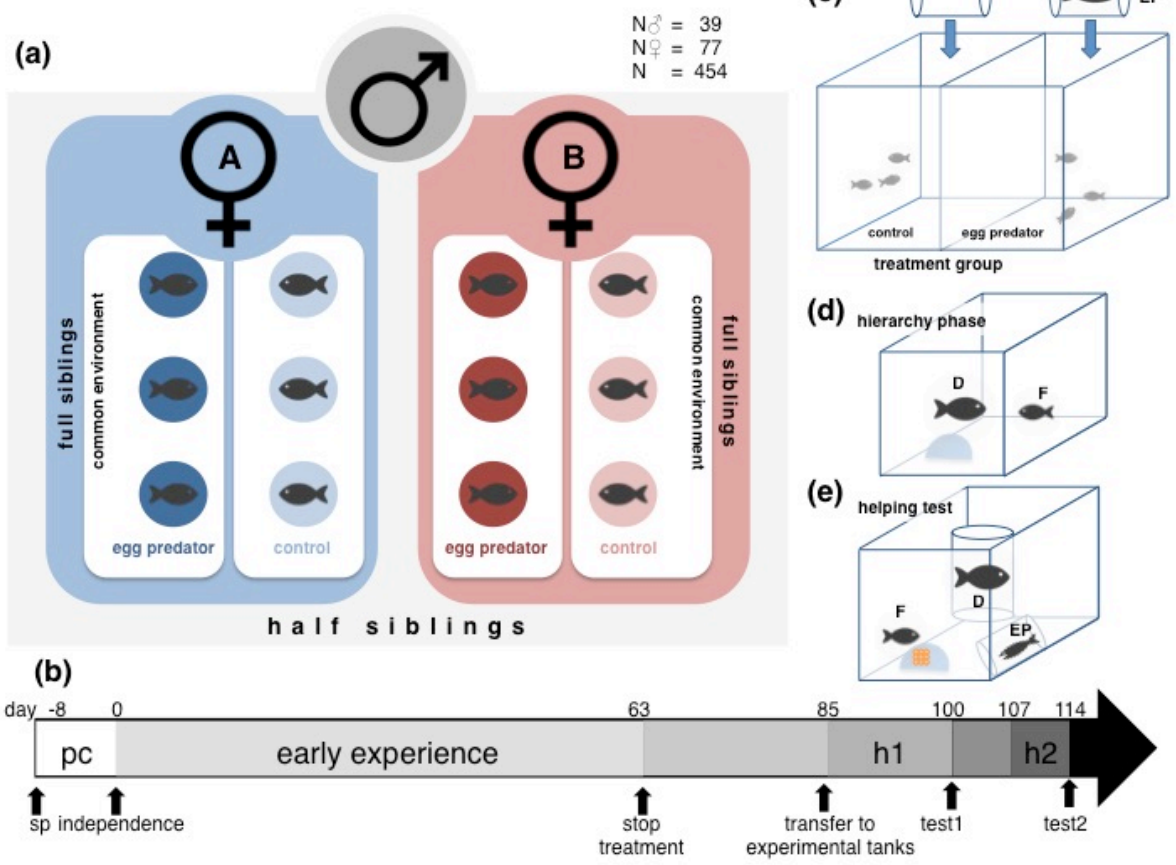 (a)
N♂ = 39
N♀ = 77
N = 454
A
B
full siblings
common environment
egg predator
control
egg predator
control
common environment
full siblings
half siblings
(b)
day -8 0 63 85 100 107 114
pc early experience h1 h2
sp independence
stop
treatment
transfer to
experimental tanks
test1
test2
control
egg predator
treatment group
(d)
hierarchy phase
D
F
(e)
helping test
D
F
EP